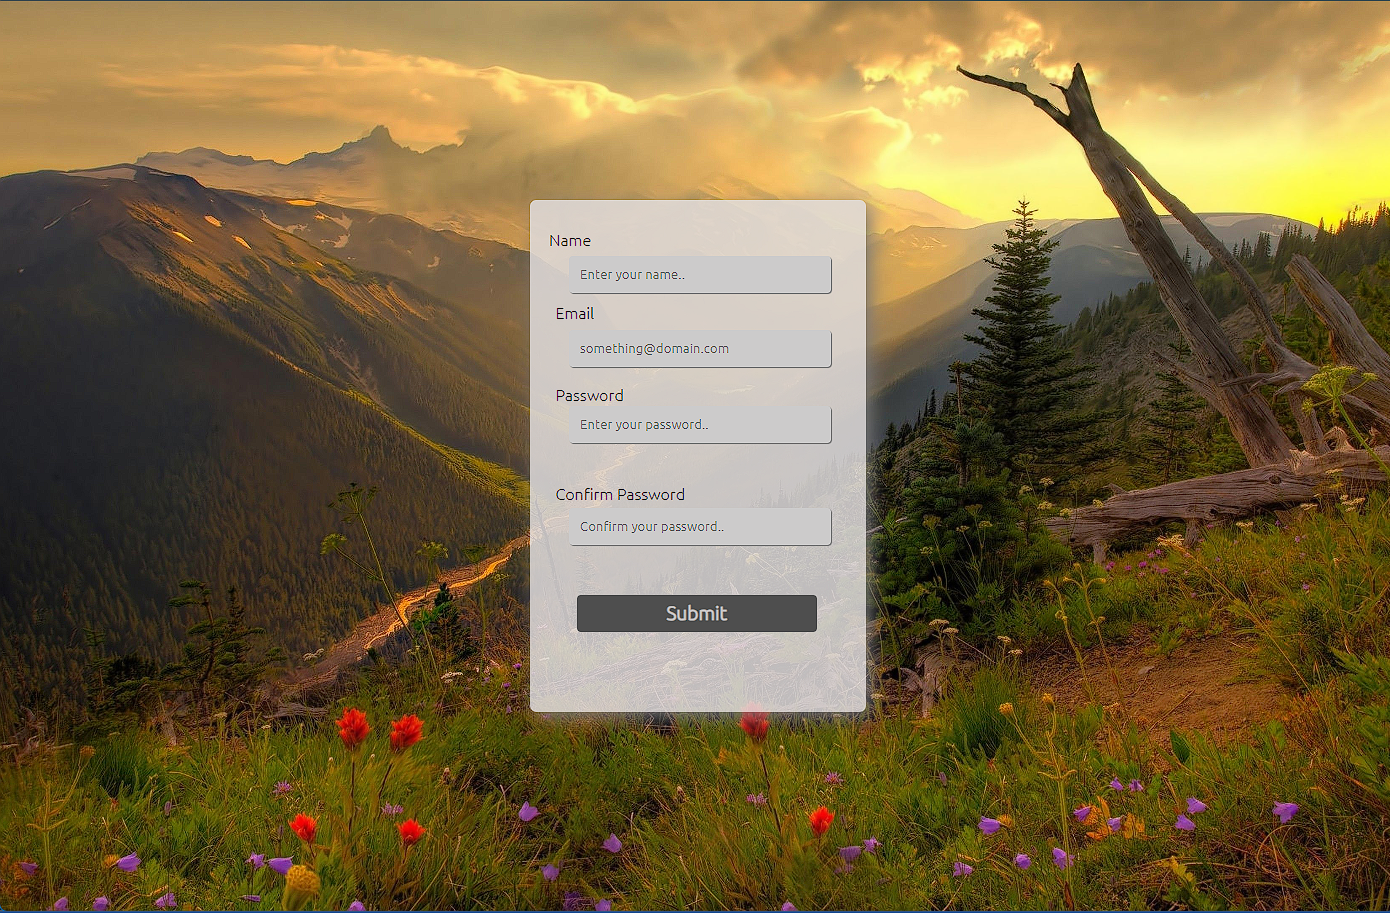 Name
Enter your name..
Email
something@domain.com
Password
Enter your password..
Confirm Password
Confirm your password..
Submit